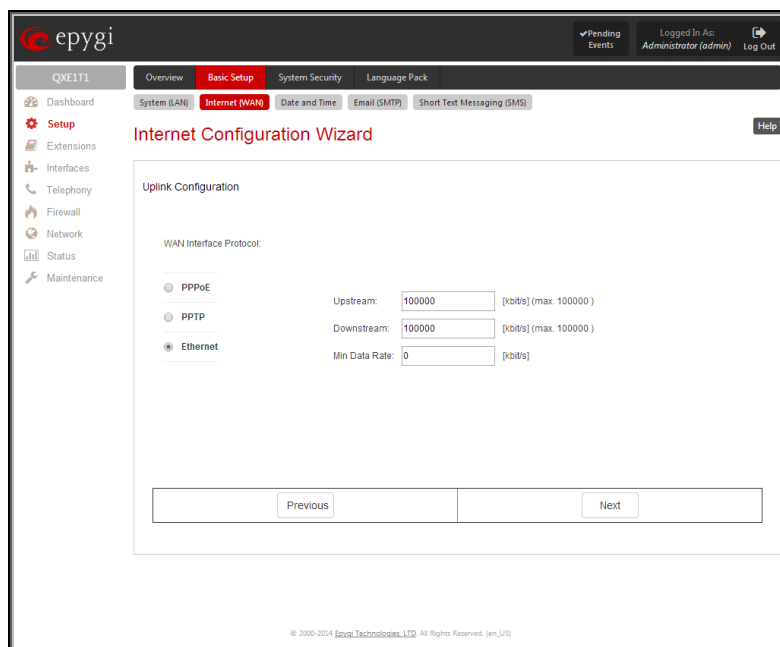 epygi
✔Pending Events
Logged In As:
Administrator (admin)
Log Out
QXE1T1
Overview
Basic Setup
System Security
Language Pack
Dashboard
Setup
Extensions
Interfaces
Telephony
Firewall
Network
Status
Maintenance
System (LAN)
Internet (WAN)
Date and Time
Email (SMTP)
Short Text Messaging (SMS)
Internet Configuration Wizard
Help
Uplink Configuration
WAN Interface Protocol:
PPPoE
PPTP
Ethernet
Upstream: 100000 [kbit/s] (max. 100000 )
Downstream: 100000 [kbit/s] (max. 100000 )
Min Data Rate: 0 [kbit/s]
Previous
Next
© 2000-2014 Epygi Technologies, LTD. All Rights Reserved. (en_US)